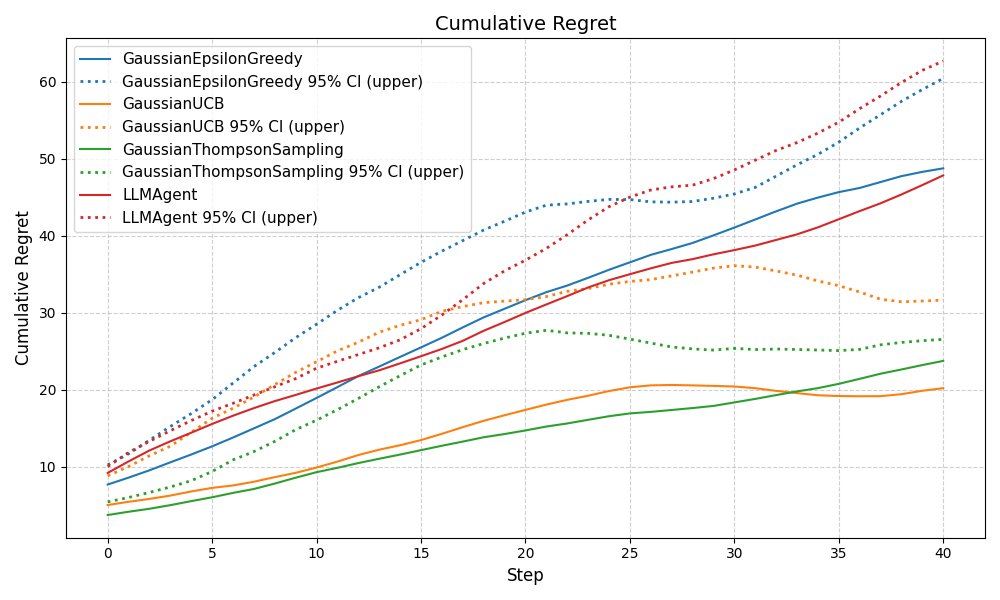 Cumulative Regret
GaussianEpsilonGreedy
GaussianEpsilonGreedy 95% CI (upper)
GaussianUCB
GaussianUCB 95% CI (upper)
GaussianThompsonSampling
GaussianThompsonSampling 95% CI (upper)
LLMAgent
LLMAgent 95% CI (upper)
Cumulative Regret
60
50
40
30
20
10
0 5 10 15 20 25 30 35 40
Step